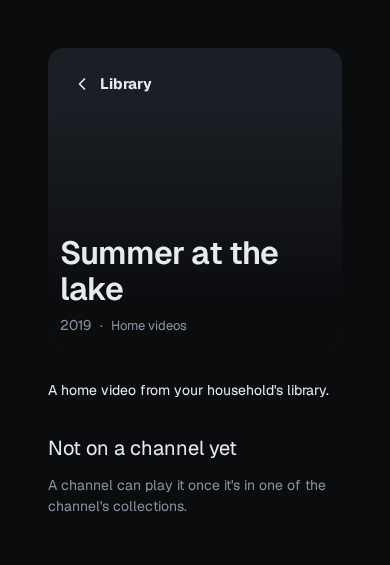 Library
Summer at the
lake
2019 · Home videos
A home video from your household's library.
Not on a channel yet
A channel can play it once it's in one of the
channel's collections.